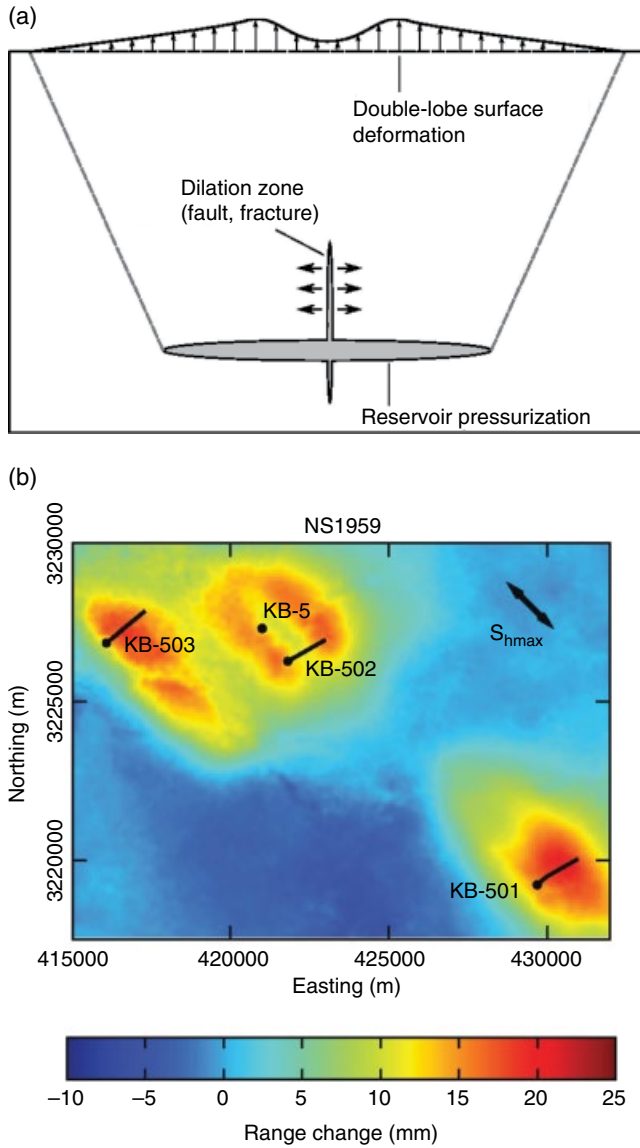 (a)
Double-lobe surface
deformation
Dilation zone
(fault, fracture)
Reservoir pressurization
(b)
NS1959
3230000
3225000
3220000
Northing (m)
KB-5
KB-503
KB-502
KB-501
Shmax
415000 420000 425000 430000
Easting (m)
–10 –5 0 5 10 15 20 25
Range change (mm)